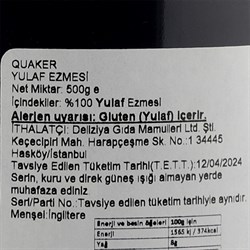 QUAKER
YULAF EZMESİ
Net Miktar: 500g e
İçindekiler: %100 Yulaf Ezmesi
Alerjen uyarısı: Gluten (Yulaf) içerir.
İTHALATÇI: Deliziya Gıda Mamulleri Ltd. Şti.
Keçecipiri Mah. Harapçeşme Sk. No.:1 34445
Hasköy/İstanbul
Tavsiye Edilen Tüketim Tarihi(T.E.T.T.):12/04/2024
Serin, kuru ve direk güneş ışığı almayan yerde
muhafaza ediniz
Seri/Parti No.:Tavsiye edilen tüketim tarihiyle aynıdır.
Menşei:İngiltere
Enerji ve besin öğeleri 100g için
Enerji 1565 kj / 374kcal
Yağ 8g